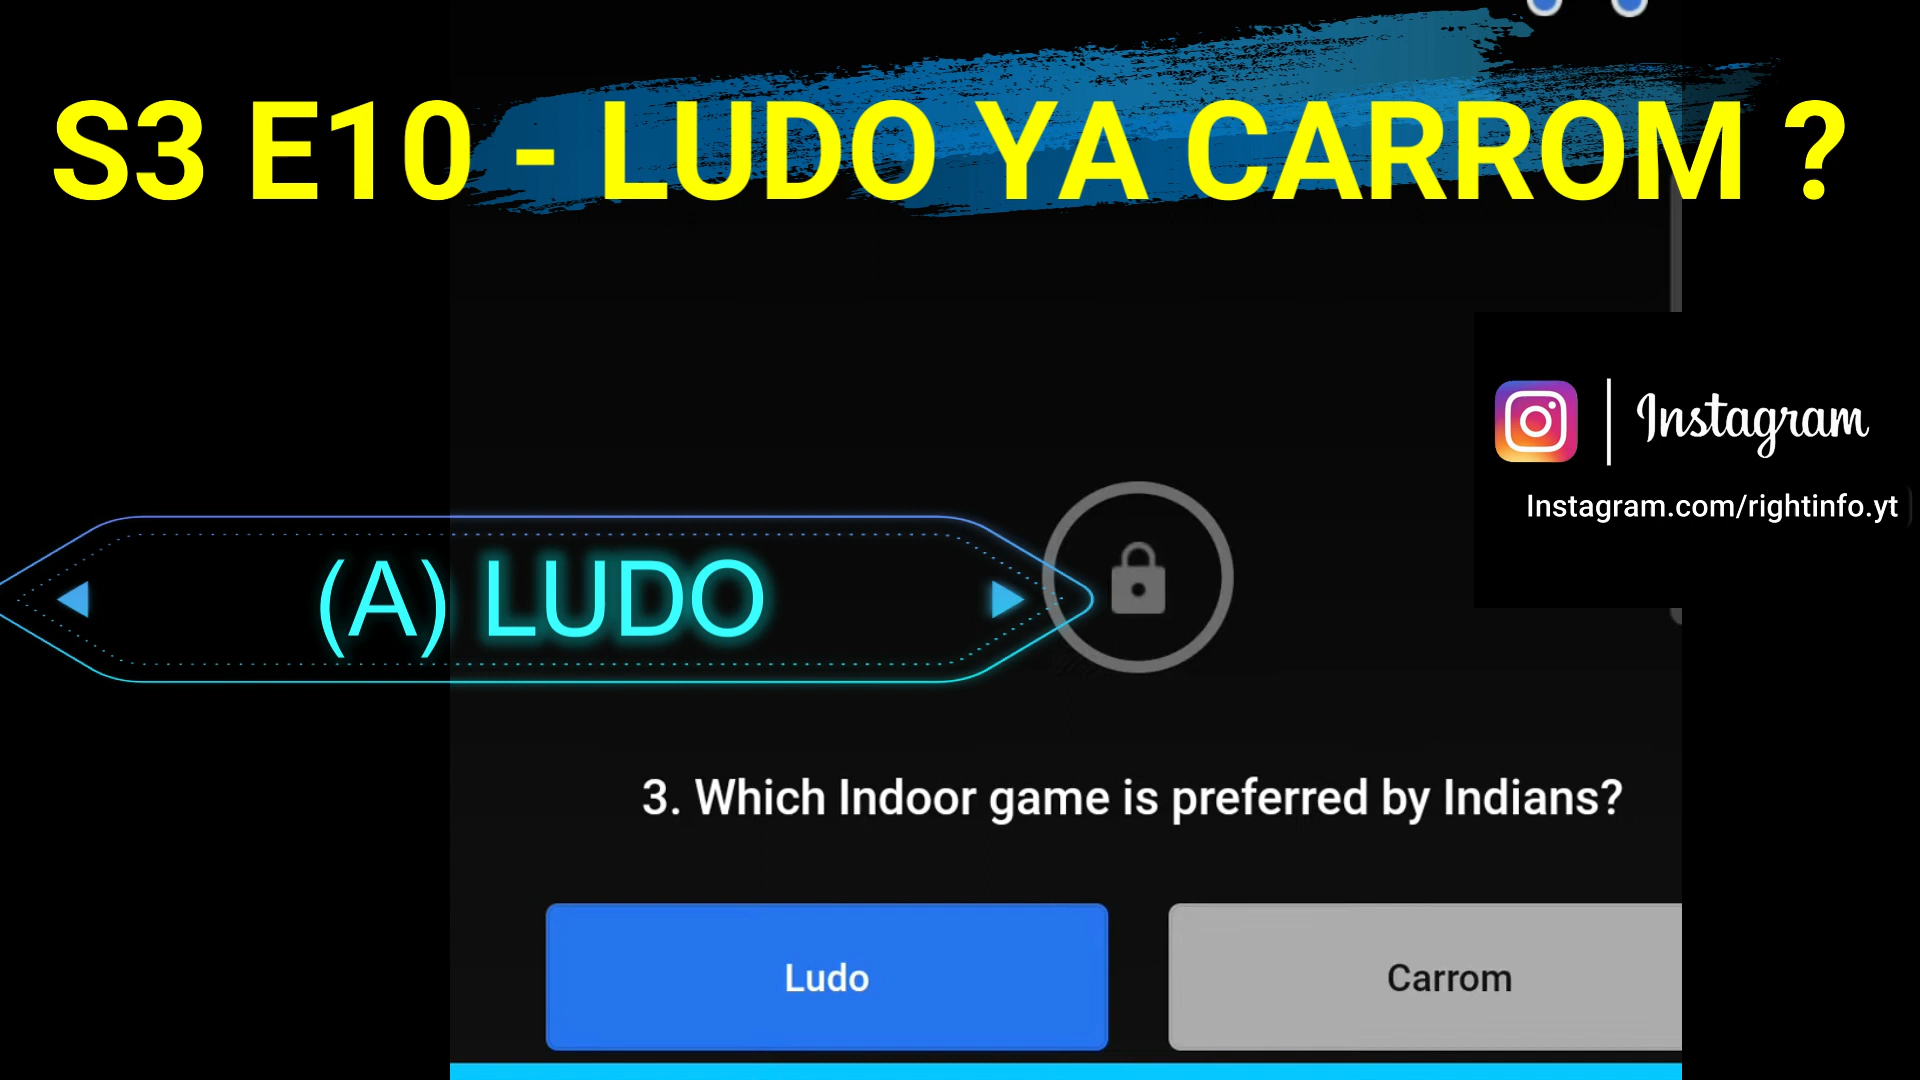 S3 E10 - LUDO YA CARROM ?
Instagram
Instagram.com/rightinfo.yt
(A) LUDO
3. Which Indoor game is preferred by Indians?
Ludo
Carrom